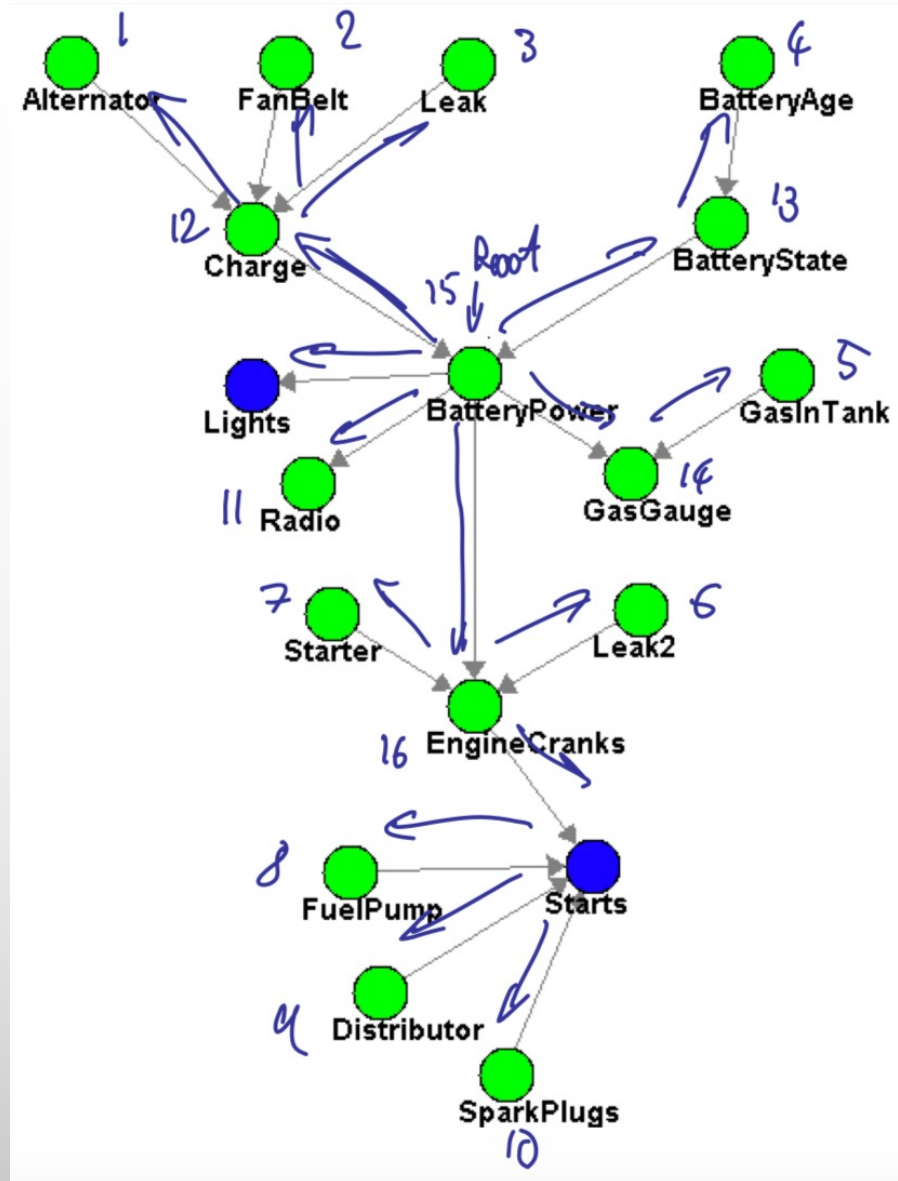 1
2
3
4
Alternator
FanBelt
Leak
BatteryAge
12
13
Charge
BatteryState
15 Root
5
Lights
BatteryPower
GasInTank
14
11
Radio
GasGauge
7
6
Starter
Leak2
16
EngineCranks
8
FuelPump
Starts
9
Distributor
SparkPlugs
10